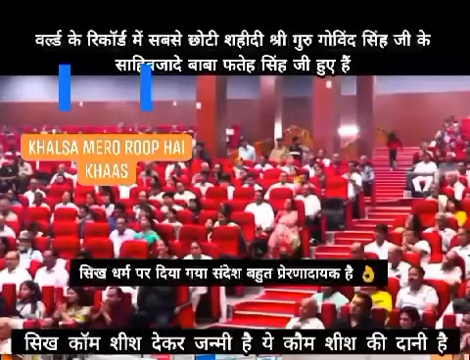 वर्ल्ड के रिकॉर्ड में सबसे छोटी शहीदी श्री गुरु गोविंद सिंह जी के
साहिबजादे बाबा फतेह सिंह जी हुए हैं
KHALSA MERO ROOP HAI
KHAAS
सिख धर्म पर दिया गया संदेश बहुत प्रेरणादायक है 👌
सिख कॉम शीश देकर जन्मी है ये कौम शीश की दानी है